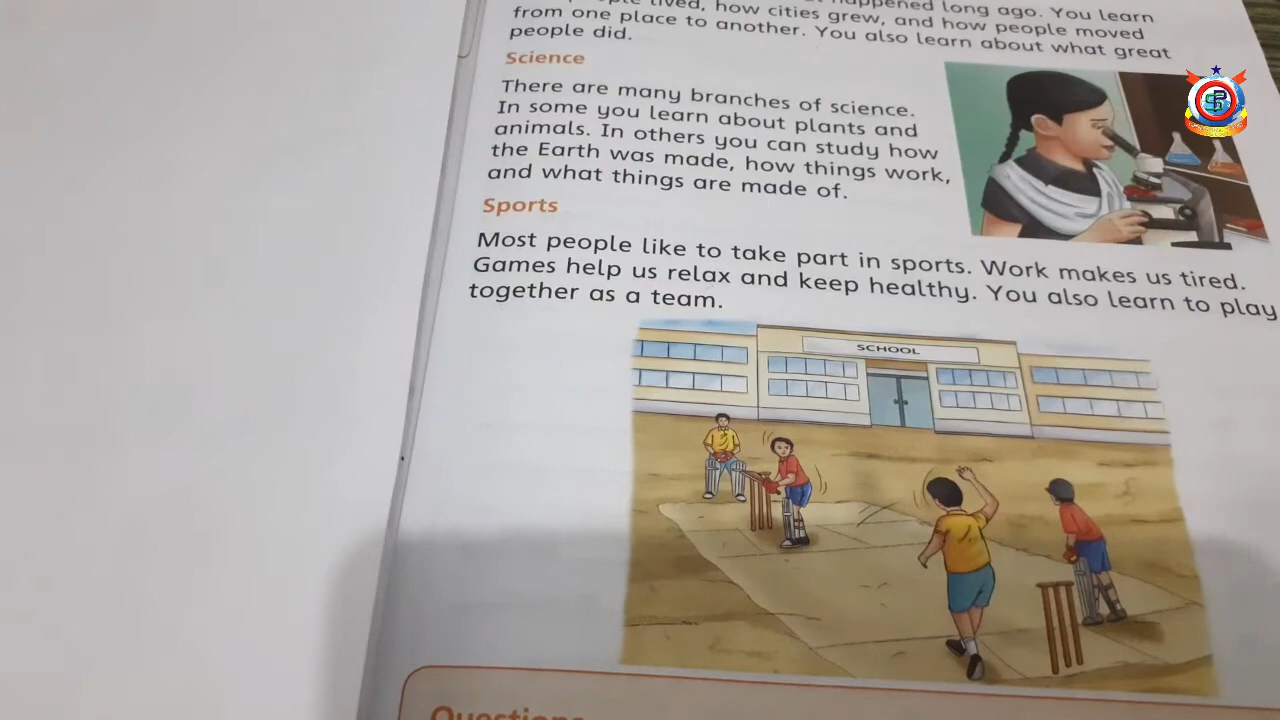 lived, how cities grew, and how people moved
happened long ago. You learn
from one place to another. You also learn about what great
people did.
Science
There are many branches of science.
In some you learn about plants and
animals. In others you can study how
the Earth was made, how things work,
and what things are made of.
Sports
Most people like to take part in sports. Work makes us tired.
Games help us relax and keep healthy. You also learn to play
together as a team.
SCHOOL
Questions